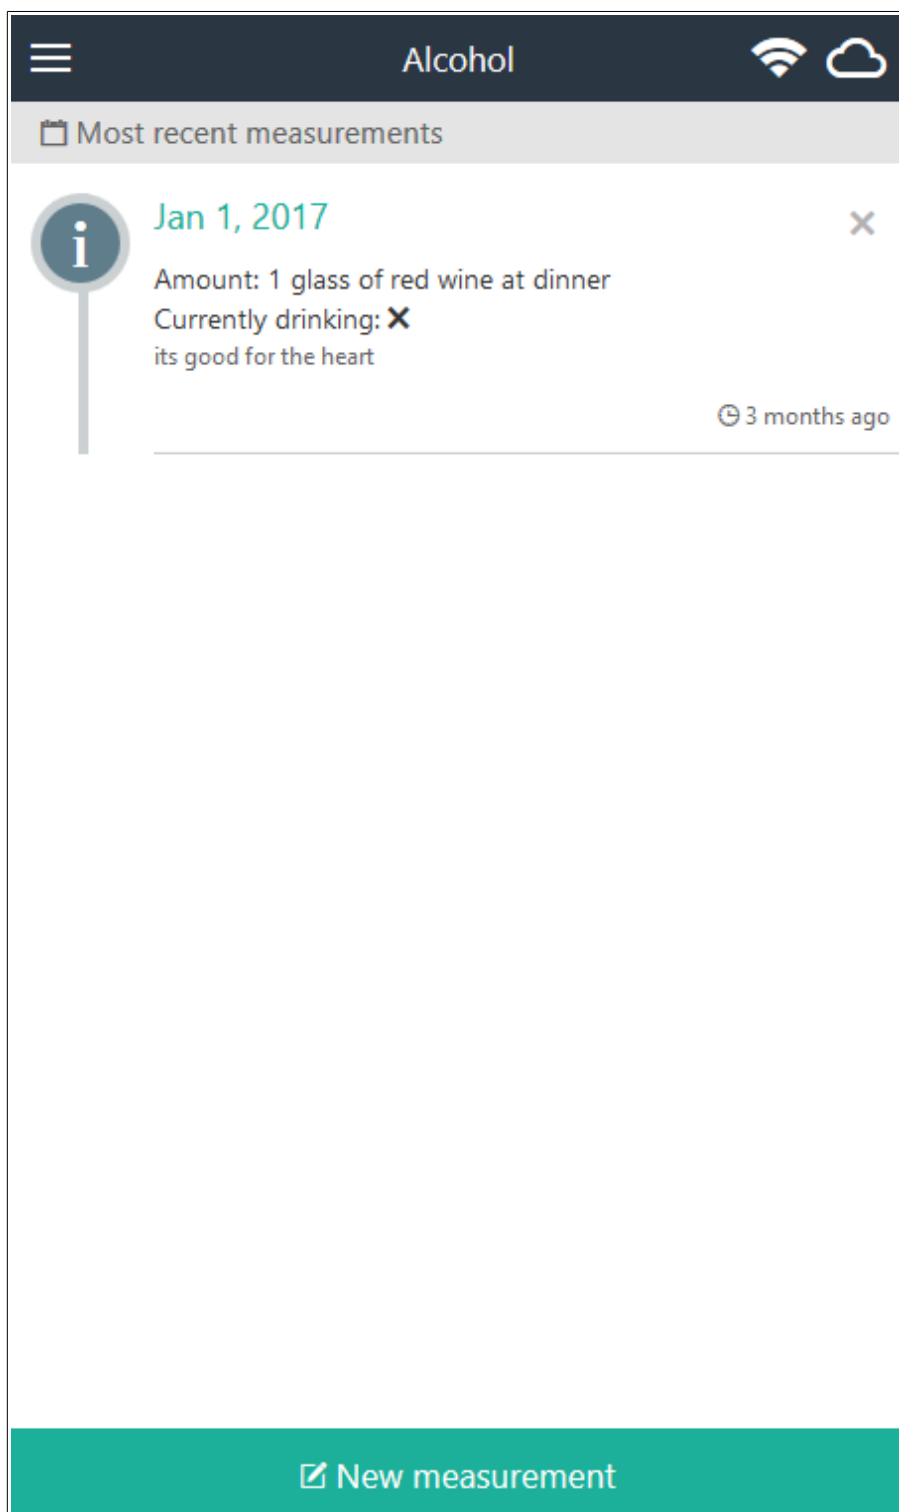 Alcohol
Most recent measurements
Jan 1, 2017
Amount: 1 glass of red wine at dinner
Currently drinking:
its good for the heart
3 months ago
New measurement